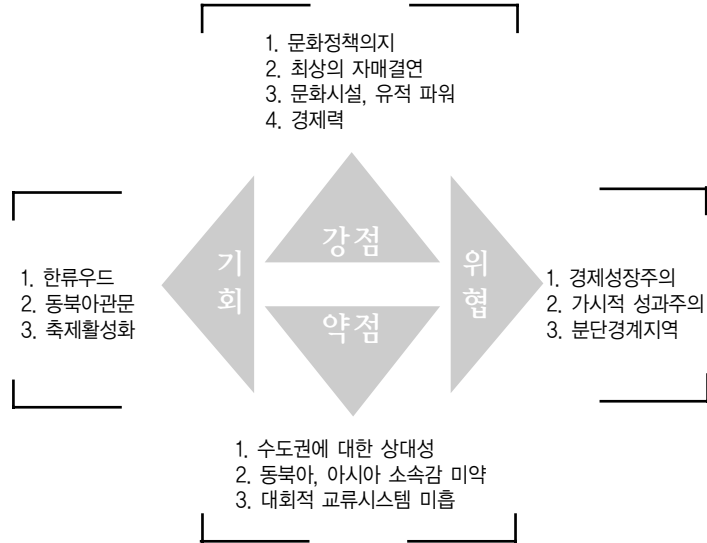 1. 문화정책의지
2. 최상의 자매결연
3. 문화시설, 유적 파워
4. 경제력
강점
기회
위협
약점
1. 한류우드
2. 동북아관문
3. 축제활성화
1. 경제성장주의
2. 가시적 성과주의
3. 분단경계지역
1. 수도권에 대한 상대성
2. 동북아, 아시아 소속감 미약
3. 대회적 교류시스템 미흡